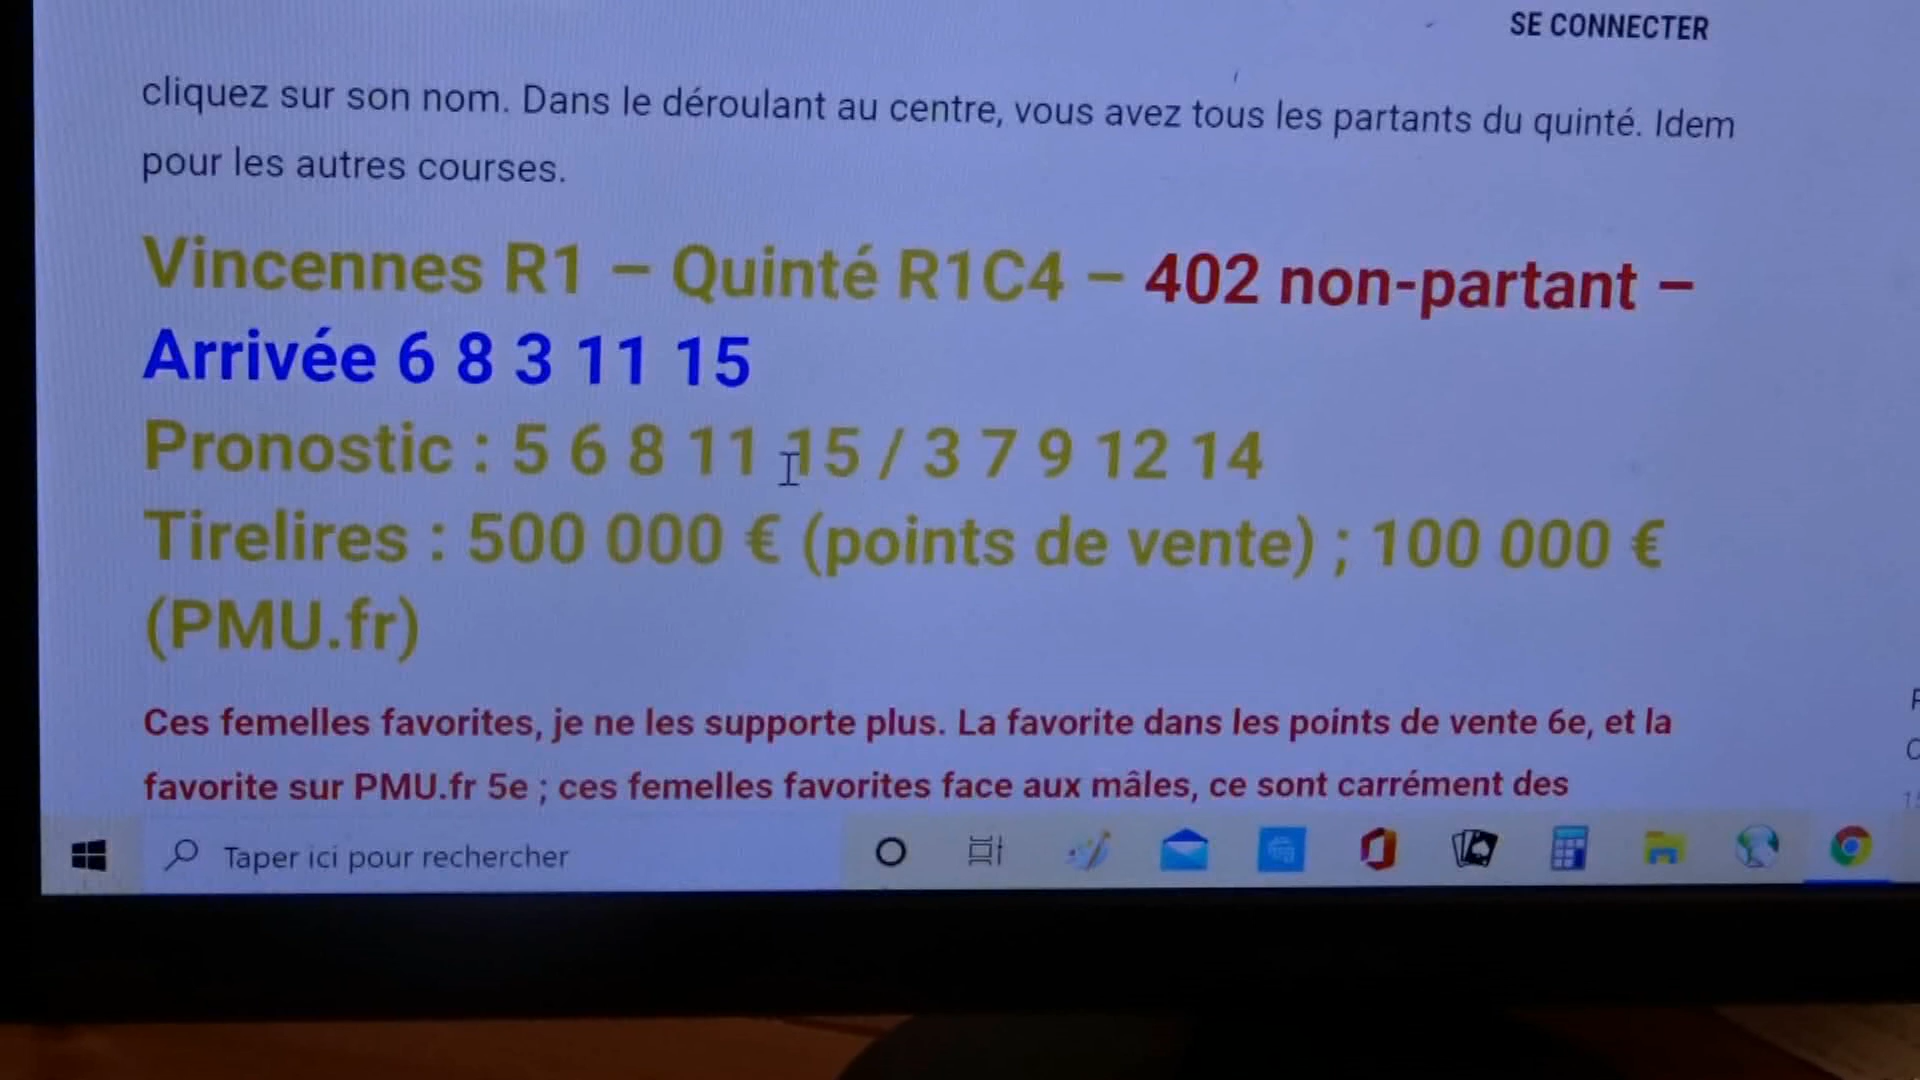 SE CONNECTER
cliquez sur son nom. Dans le déroulant au centre, vous avez tous les partants du quinté. Idem
pour les autres courses.
Vincennes R1 – Quinté R1C4 – 402 non-partant –
Arrivée 6 8 3 11 15
Pronostic : 5 6 8 11 15 / 3 7 9 12 14
Tirelires : 500 000 € (points de vente) ; 100 000 €
(PMU.fr)
Ces femelles favorites, je ne les supporte plus. La favorite dans les points de vente 6e, et la
favorite sur PMU.fr 5e ; ces femelles favorites face aux mâles, ce sont carrément des
Taper ici pour rechercher